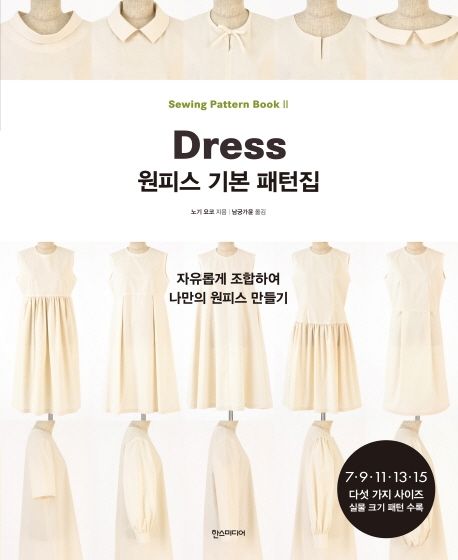 Sewing Pattern Book II
Dress
원피스 기본 패턴집
노기 요코 지음 | 남궁가윤 옮김
자유롭게 조합하여
나만의 원피스 만들기
7·9·11·13·15
다섯 가지 사이즈
실물 크기 패턴 수록
한스미디어